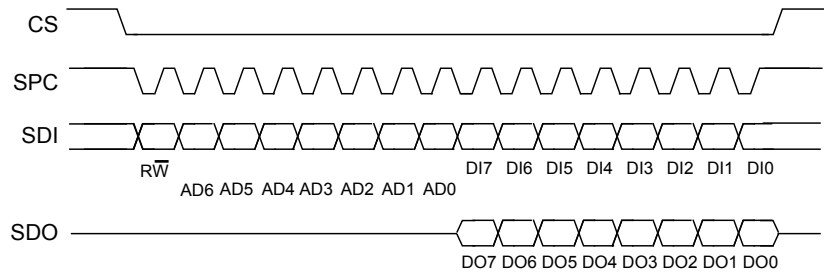 CS
SPC
SDI
RW̅
DI7 DI6 DI5 DI4 DI3 DI2 DI1 DI0
AD6 AD5 AD4 AD3 AD2 AD1 AD0
SDO
DO7 DO6 DO5 DO4 DO3 DO2 DO1 DO0